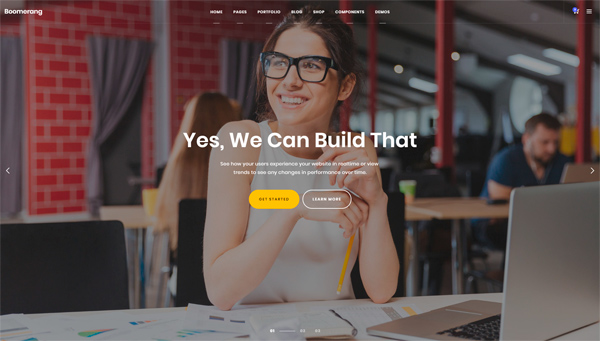 Boomerang
HOME PAGES PORTFOLIO BLOG SHOP COMPONENTS DEMOS
Yes, We Can Build That
See how your users experience your website in realtime or view
trends to see any changes in performance over time.
GET STARTED LEARN MORE
01 02 03